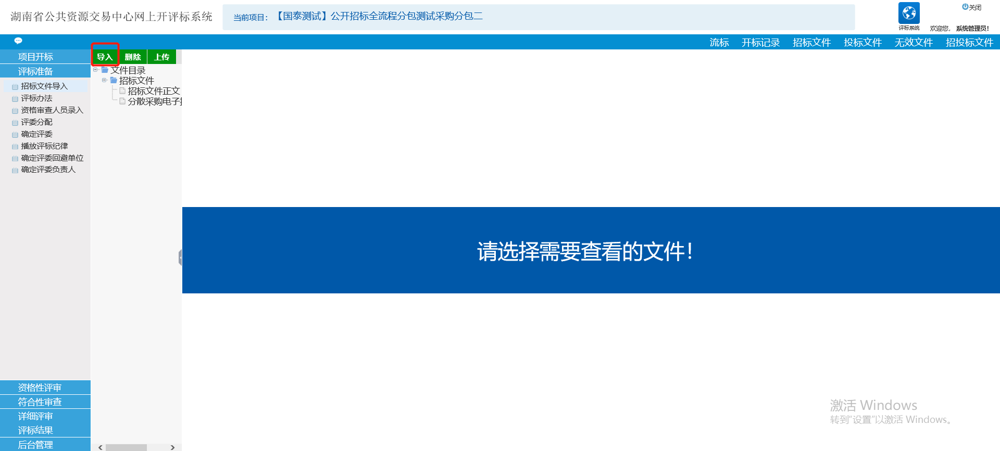 湖南省公共资源交易中心网上开评标系统
当前项目：【国泰测试】公开招标全流程分包测试采购分包二
评标系统
关闭
欢迎您，系统管理员！
流标 开标记录 招标文件 投标文件 无效文件 招投标文件
项目开标
评标准备
招标文件导入
评标办法
资格审查人员录入
评委分配
确定评委
播放评标纪律
确定评委回避单位
确定评委负责人
资格性评审
符合性审查
详细评审
评标结果
后台管理
导入 删除 上传
文件目录
招标文件
招标文件正文
分散采购电子
请选择需要查看的文件！
激活 Windows
转到“设置”以激活 Windows。